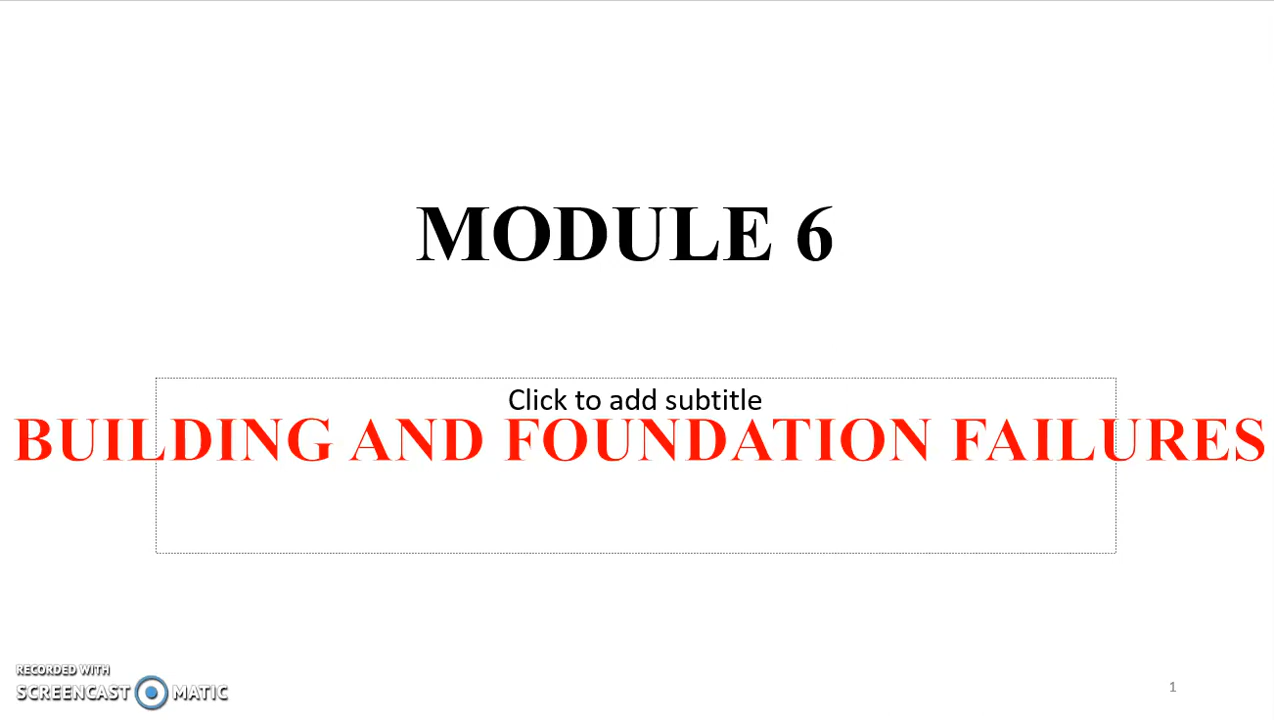 MODULE 6
Click to add subtitle
BUILDING AND FOUNDATION FAILURES
RECORDED WITH
SCREENCAST MATIC
1